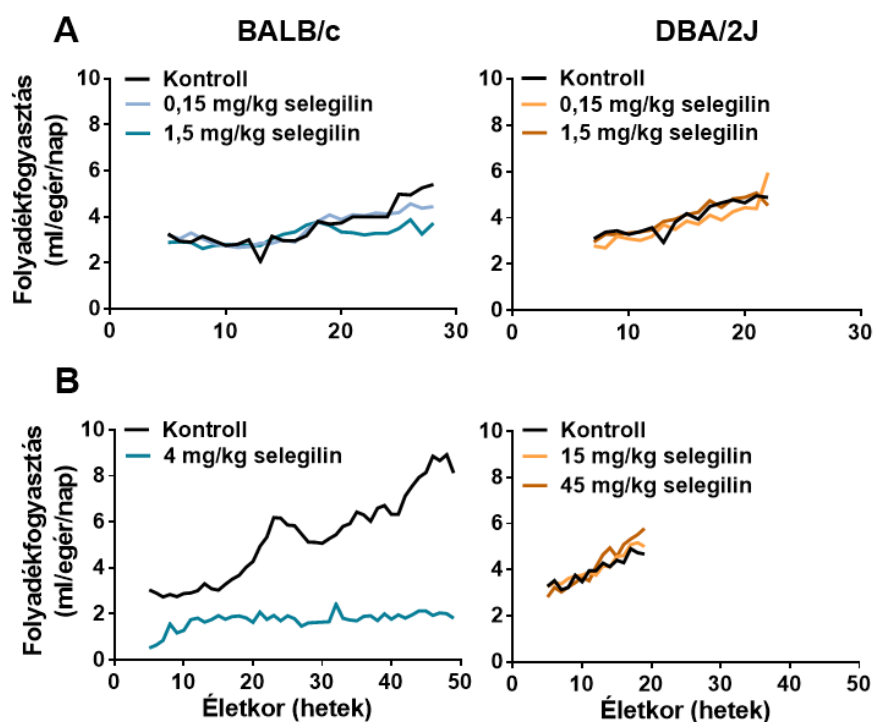 A
BALB/c
DBA/2J
Folyadékfogyasztás
(ml/egér/nap)
10
8
6
4
2
0
Kontroll
0,15 mg/kg selegilin
1,5 mg/kg selegilin
0
10
20
30
10
8
6
4
2
0
Kontroll
0,15 mg/kg selegilin
1,5 mg/kg selegilin
0
10
20
30
B
Folyadékfogyasztás
(ml/egér/nap)
10
8
6
4
2
0
Kontroll
4 mg/kg selegilin
0
10
20
30
40
50
Életkor (hetek)
10
8
6
4
2
0
Kontroll
15 mg/kg selegilin
45 mg/kg selegilin
0
10
20
30
40
50
Életkor (hetek)